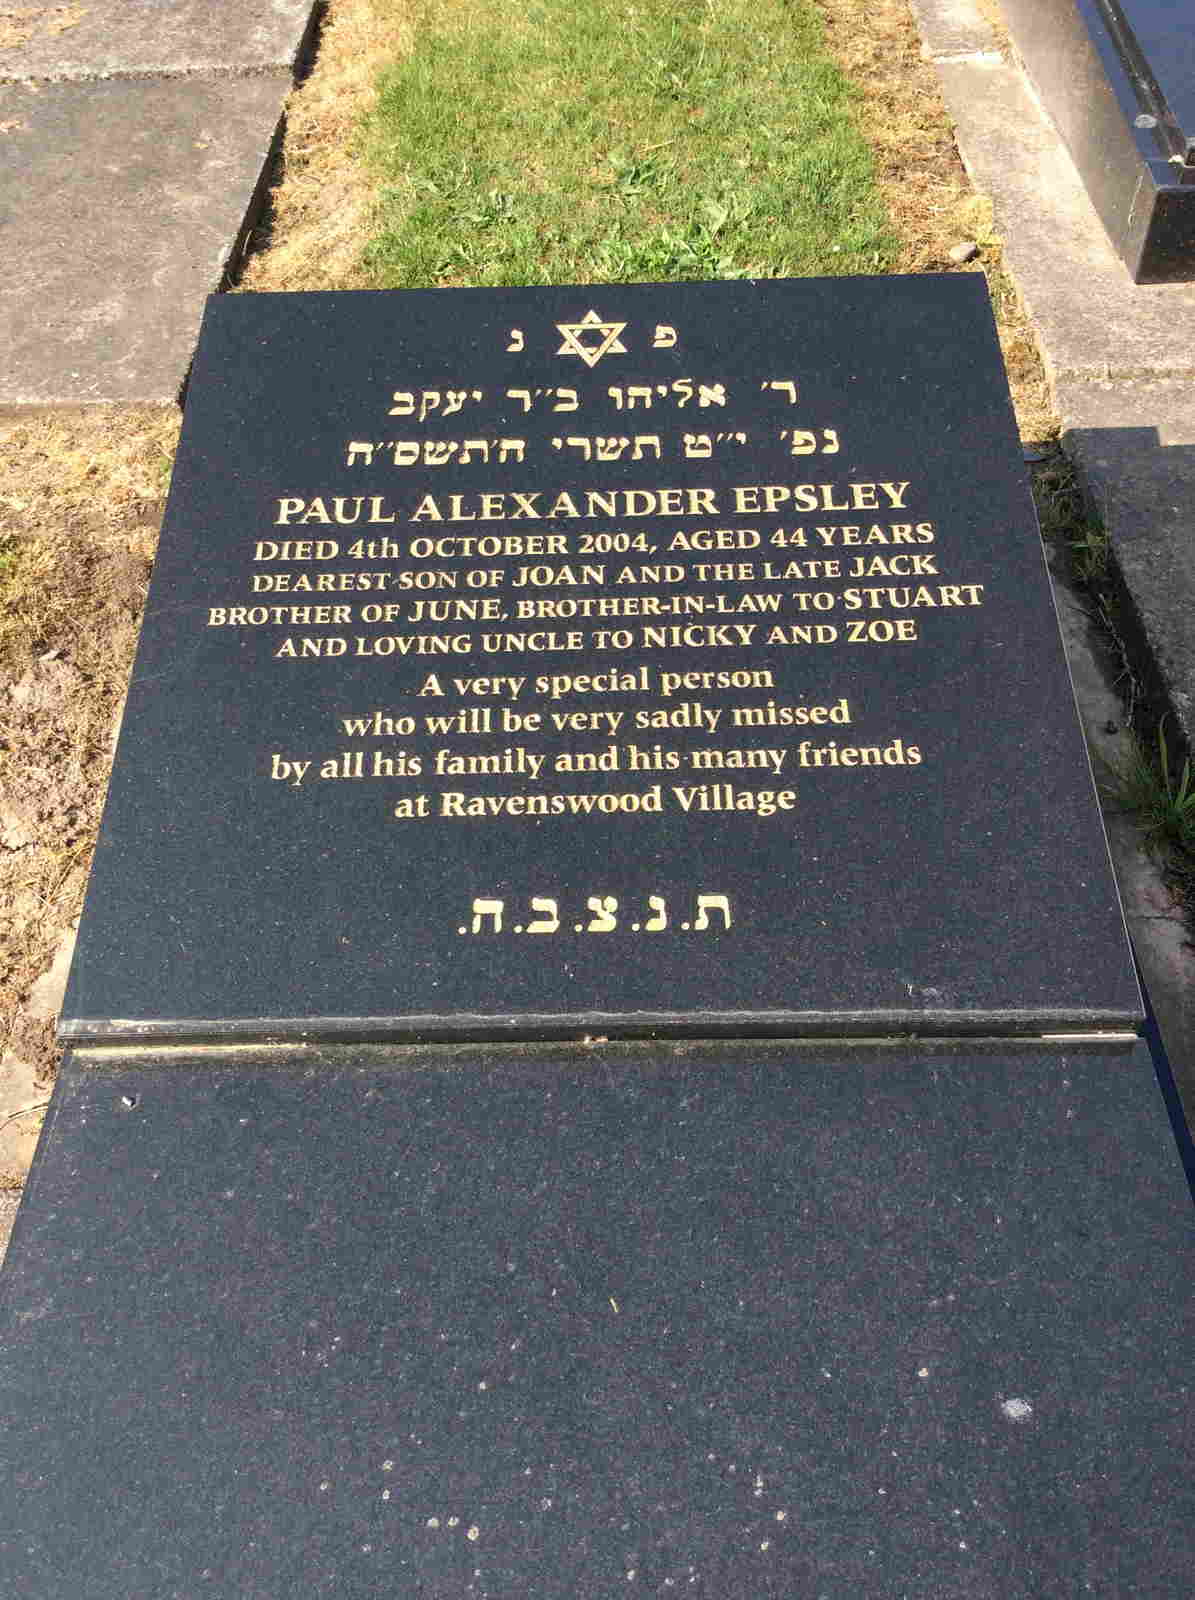 פ נ
ר׳ אליהו ב״ר יעקב
נפ׳ י״ט תשרי ה׳תשס״ה
PAUL ALEXANDER EPSLEY
DIED 4th OCTOBER 2004, AGED 44 YEARS
DEAREST SON OF JOAN AND THE LATE JACK
BROTHER OF JUNE, BROTHER-IN-LAW TO STUART
AND LOVING UNCLE TO NICKY AND ZOE
A very special person
who will be very sadly missed
by all his family and his many friends
at Ravenswood Village
ת.נ.צ.ב.ה.